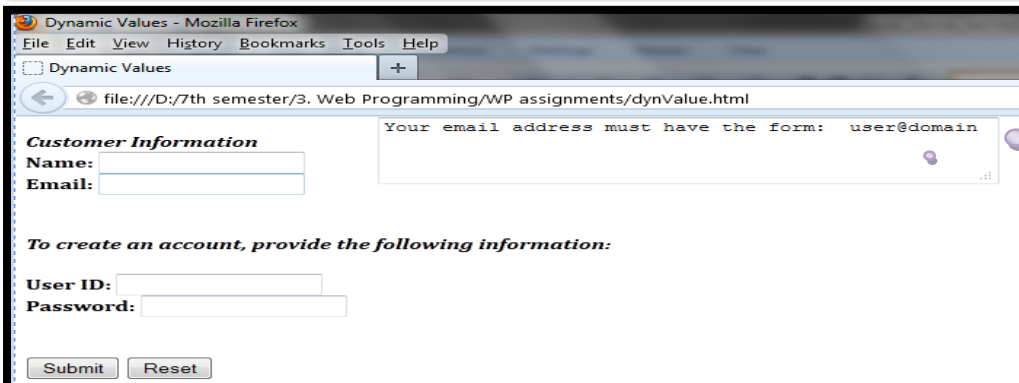 Dynamic Values - Mozilla Firefox
File Edit View History Bookmarks Tools Help
Dynamic Values +
file:///D:/7th semester/3. Web Programming/WP assignments/dynValue.html
Customer Information
Name:
Email:
Your email address must have the form: user@domain
To create an account, provide the following information:
User ID:
Password:
Submit Reset